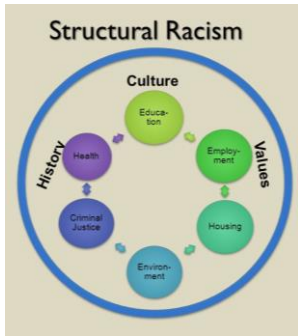 Structural Racism
Culture
Educa-
tion
Health
Employ-
ment
History
Values
Criminal
Justice
Housing
Environ-
ment